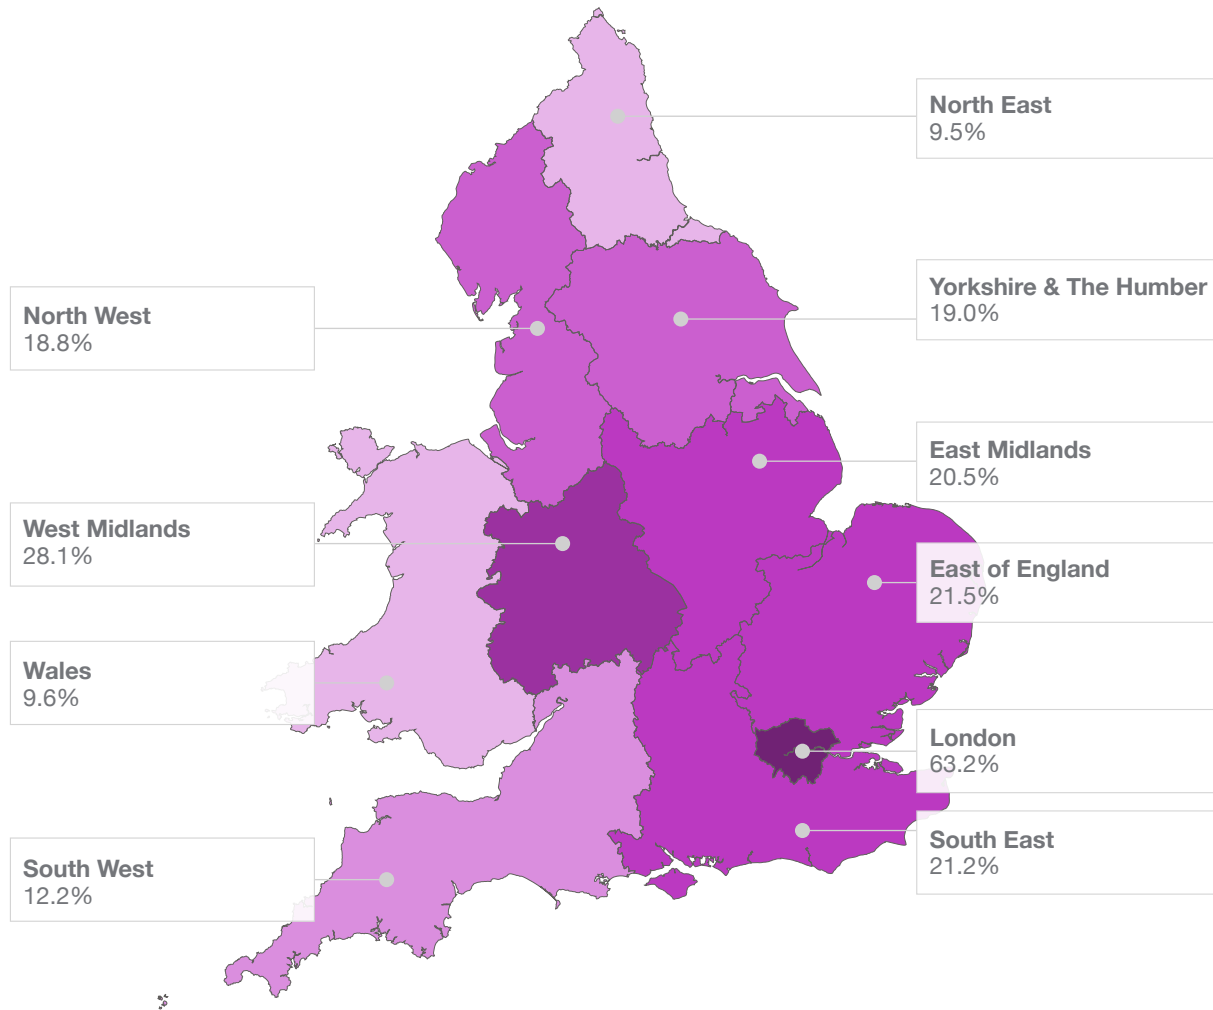 North East
9.5%
Yorkshire & The Humber
19.0%
North West
18.8%
East Midlands
20.5%
West Midlands
28.1%
East of England
21.5%
Wales
9.6%
London
63.2%
South East
21.2%
South West
12.2%